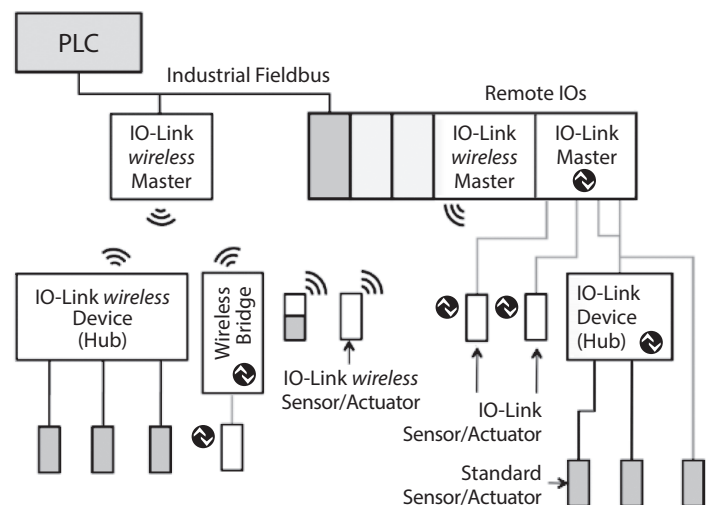 PLC
Industrial Fieldbus
Remote IOs
IO-Link
wireless
Master
IO-Link
wireless
Master
IO-Link
Master
IO-Link wireless
Device
(Hub)
Wireless
Bridge
IO-Link wireless
Sensor/Actuator
IO-Link
Sensor/Actuator
IO-Link
Device
(Hub)
Standard
Sensor/Actuator